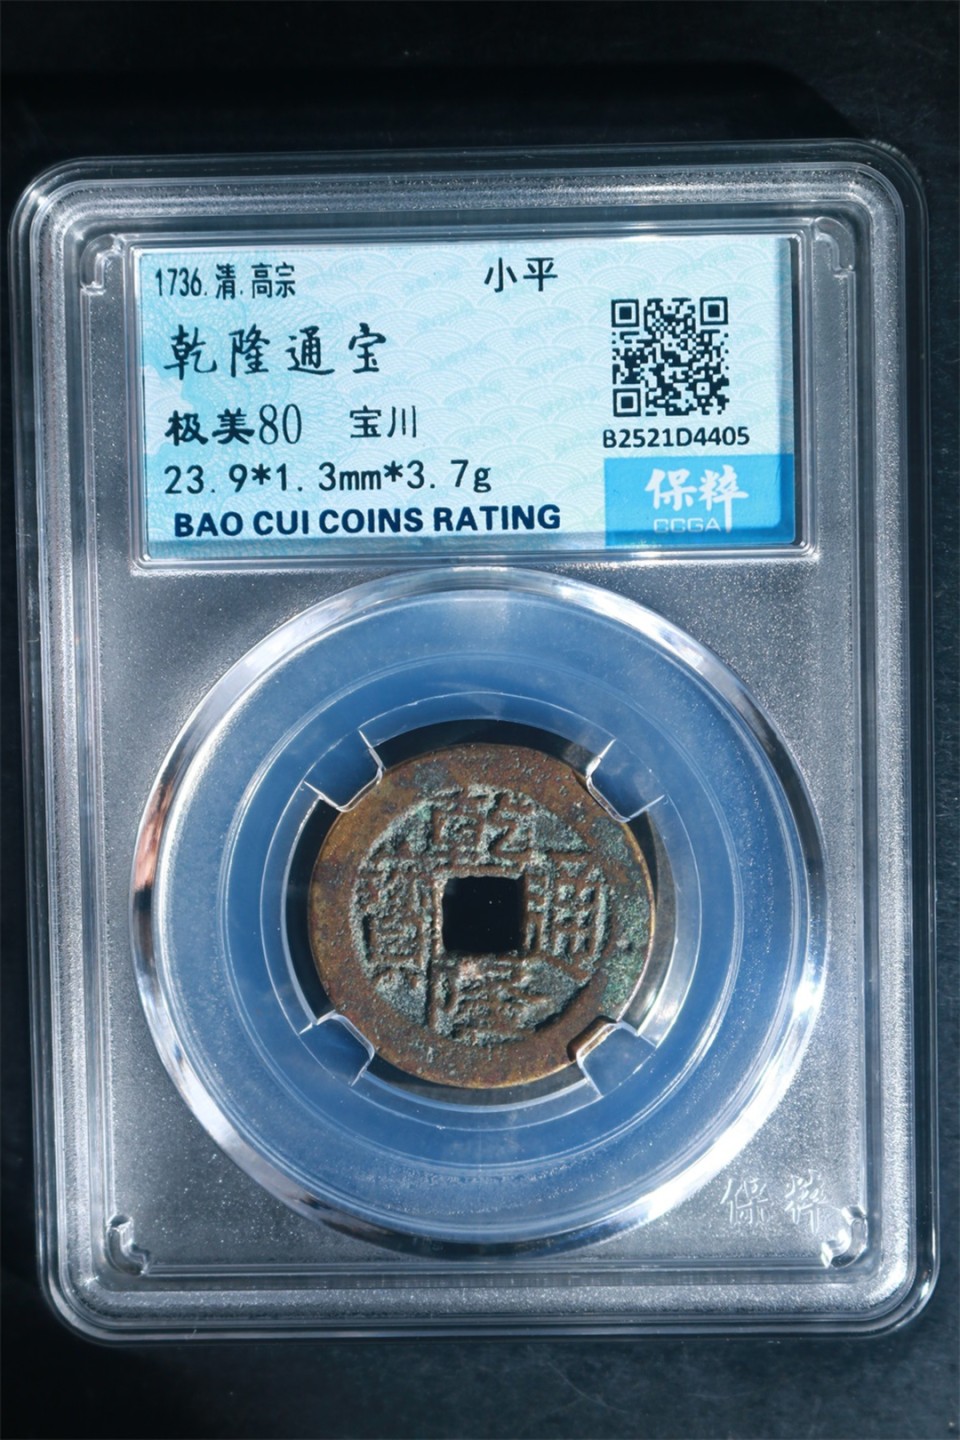 1736.清.高宗 小平
乾隆通宝
极美80 宝川
B2521D4405
23.9*1.3mm*3.7g
保粹
CCGA
BAO CUI COINS RATING
乾
寶 通
隆
保粹